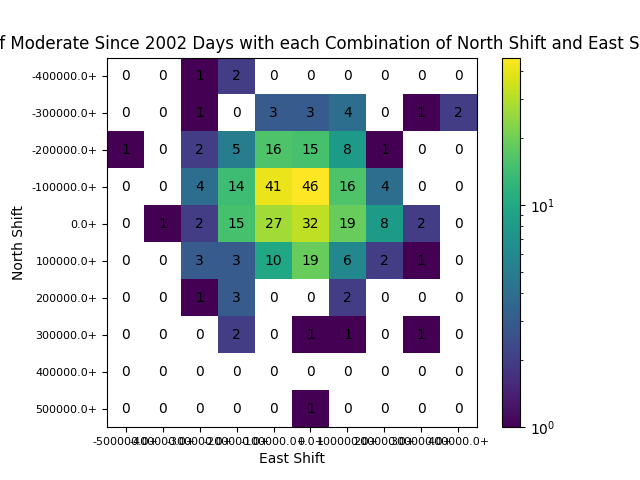 f Moderate Since 2002 Days with each Combination of North Shift and East S
-400000.0+ 0 0 1 2 0 0 0 0 0 0
-300000.0+ 0 0 1 0 3 3 4 0 1 2
-200000.0+ 1 0 2 5 16 15 8 1 0 0
-100000.0+ 0 0 4 14 41 46 16 4 0 0
0.0+ 0 1 2 15 27 32 19 8 2 0
100000.0+ 0 0 3 3 10 19 6 2 1 0
200000.0+ 0 0 1 3 0 0 2 0 0 0
300000.0+ 0 0 0 2 0 1 1 0 1 0
400000.0+ 0 0 0 0 0 0 0 0 0 0
500000.0+ 0 0 0 0 0 1 0 0 0 0
North Shift
East Shift
10^1
10^0